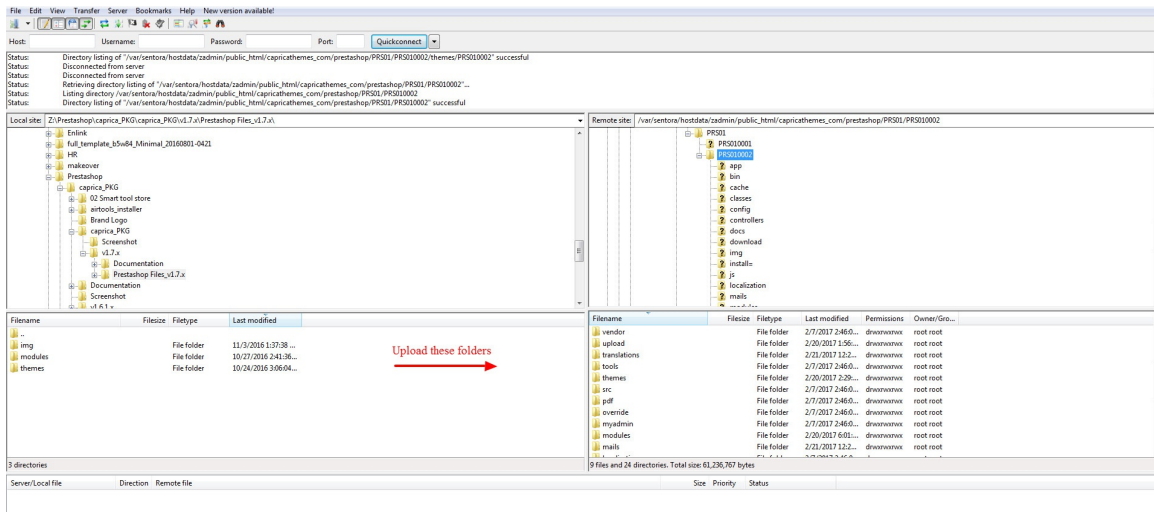 File Edit View Transfer Server Bookmarks Help New version available!
Host: Username: Password: Port: Quickconnect
Status: Directory listing of "/var/sentora/hostdata/zadmin/public_html/capricathemes_com/prestashop/PRS01/PRS010002/themes/PRS010002" successful
Status: Disconnected from server
Status: Disconnected from server
Status: Retrieving directory listing of "/var/sentora/hostdata/zadmin/public_html/capricathemes_com/prestashop/PRS01/PRS010002"...
Status: Listing directory /var/sentora/hostdata/zadmin/public_html/capricathemes_com/prestashop/PRS01/PRS010002
Status: Directory listing of "/var/sentora/hostdata/zadmin/public_html/capricathemes_com/prestashop/PRS01/PRS010002" successful
Local site: Z:\Prestashop\caprica_PKG\caprica_PKG\v1.7.x\Prestashop Files_v1.7.x\
Enlink
full_template_b5w84_Minimal_20160801-0421
HR
makeover
Prestashop
caprica_PKG
02 Smart tool store
airtools_installer
Brand Logo
caprica_PKG
Screenshot
v1.7.x
Documentation
Prestashop Files_v1.7.x
Documentation
Screenshot
v1.6.1.x
Remote site: /var/sentora/hostdata/zadmin/public_html/capricathemes_com/prestashop/PRS01/PRS010002
PRS01
PRS010001
PRS010002
app
bin
cache
classes
config
controllers
docs
download
img
install=
js
localization
mails
modules
Filename Filesize Filetype Last modified
..
img File folder 11/3/2016 1:37:38 ...
modules File folder 10/27/2016 2:41:36...
themes File folder 10/24/2016 3:06:04...
3 directories
Upload these folders
Filename Filesize Filetype Last modified Permissions Owner/Gro...
vendor File folder 2/7/2017 2:46:0... drwxrwxrwx root root
upload File folder 2/20/2017 1:56:... drwxrwxrwx root root
translations File folder 2/21/2017 12:2... drwxrwxrwx root root
tools File folder 2/7/2017 2:46:0... drwxrwxrwx root root
themes File folder 2/20/2017 2:29:... drwxrwxrwx root root
src File folder 2/7/2017 2:46:0... drwxrwxrwx root root
pdf File folder 2/7/2017 2:46:0... drwxrwxrwx root root
override File folder 2/7/2017 2:46:0... drwxrwxrwx root root
myadmin File folder 2/7/2017 2:46:0... drwxrwxrwx root root
modules File folder 2/20/2017 6:01:... drwxrwxrwx root root
mails File folder 2/21/2017 12:2... drwxrwxrwx root root
9 files and 24 directories. Total size: 61,236,767 bytes
Server/Local file Direction Remote file Size Priority Status